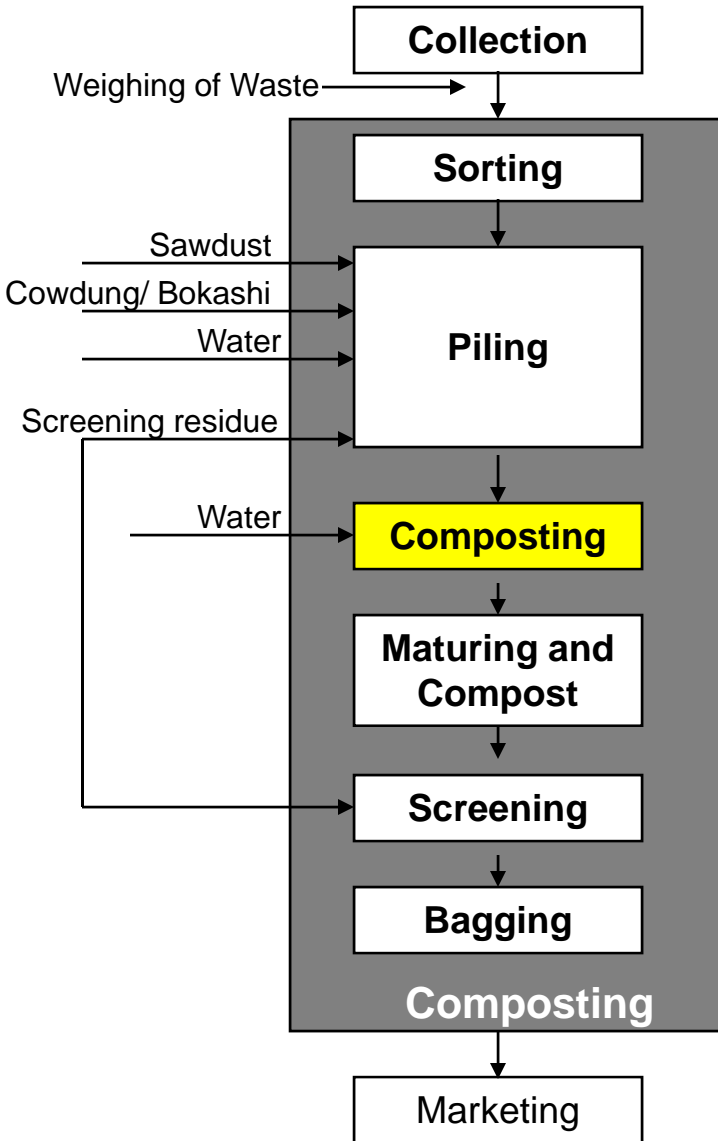 Collection
Weighing of Waste
Sorting
Sawdust
Cowdung/ Bokashi
Water
Piling
Screening residue
Water
Composting
Maturing and
Compost
Screening
Bagging
Composting
Marketing